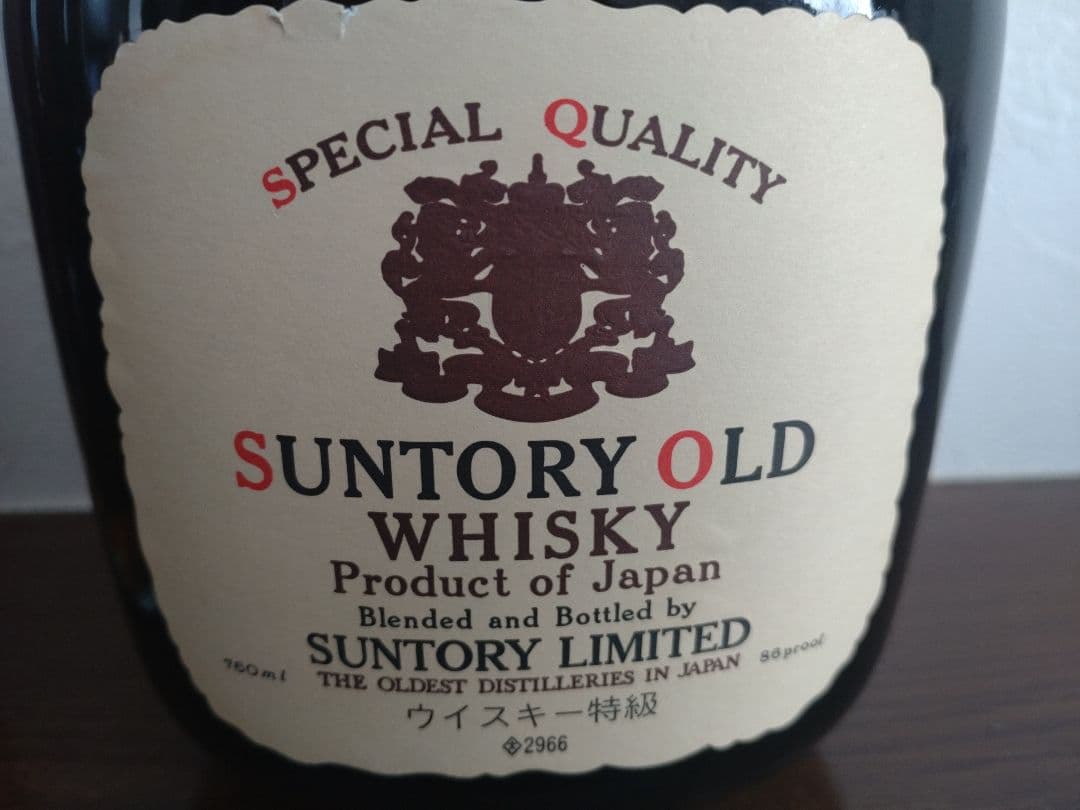 SPECIAL QUALITY
SUNTORY OLD
WHISKY
Product of Japan
Blended and Bottled by
SUNTORY LIMITED
760ml
86proof
THE OLDEST DISTILLERIES IN JAPAN
ウイスキー特級
2966